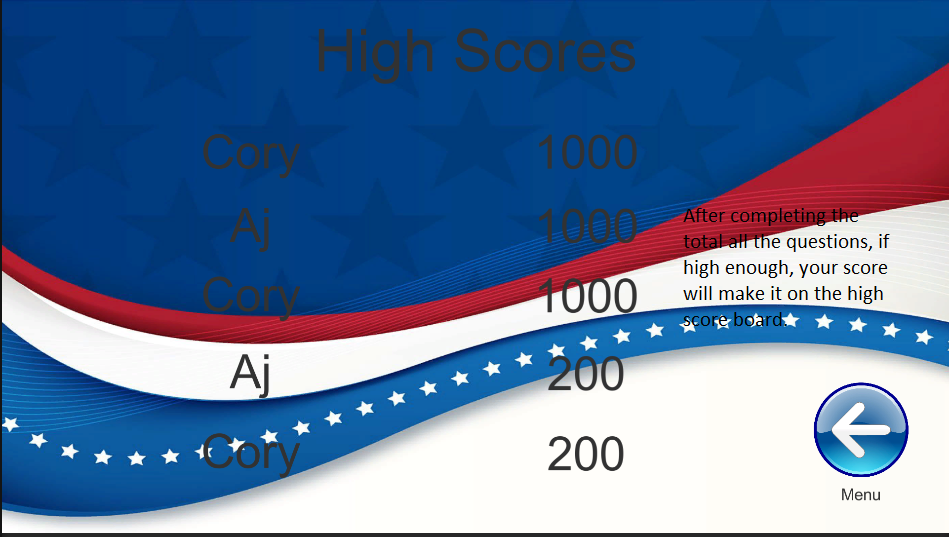 High Scores
Cory 1000
Aj 1000
Cory 1000
Aj 200
Cory 200
After completing the
total all the questions, if
high enough, your score
will make it on the high
score board.
Menu